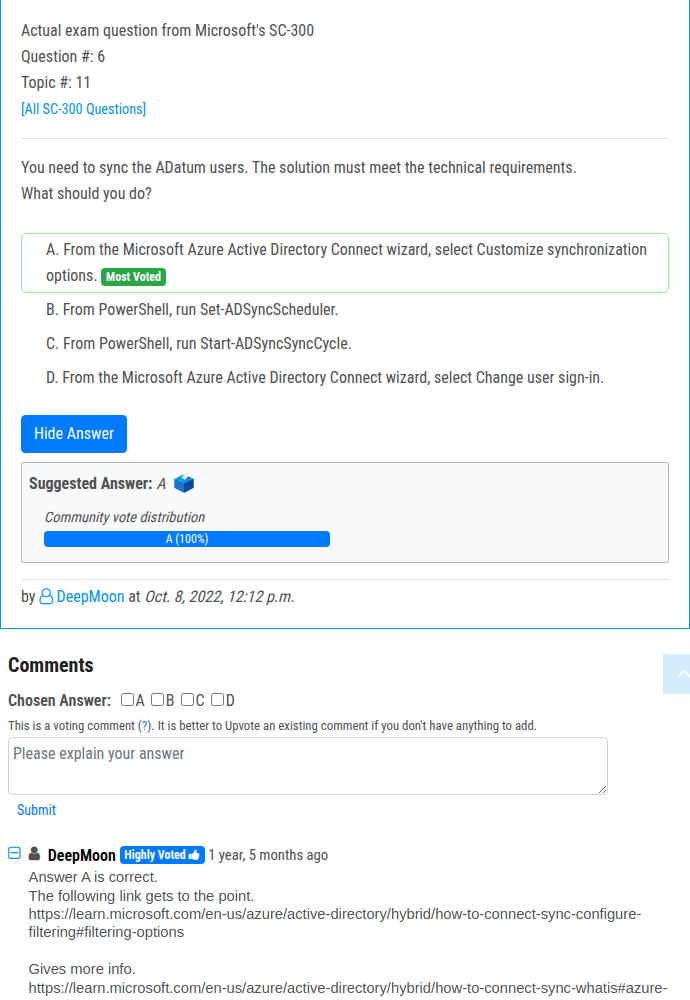 Actual exam question from Microsoft's SC-300
Question #: 6
Topic #: 11
[All SC-300 Questions]
You need to sync the ADatum users. The solution must meet the technical requirements.
What should you do?
A. From the Microsoft Azure Active Directory Connect wizard, select Customize synchronization
options. Most Voted
B. From PowerShell, run Set-ADSyncScheduler.
C. From PowerShell, run Start-ADSyncSyncCycle.
D. From the Microsoft Azure Active Directory Connect wizard, select Change user sign-in.
Hide Answer
Suggested Answer: A
Community vote distribution
A (100%)
by DeepMoon at Oct. 8, 2022, 12:12 p.m.
Comments
Chosen Answer: A B C D
This is a voting comment (?). It is better to Upvote an existing comment if you don't have anything to add.
Please explain your answer
Submit
DeepMoon Highly Voted 1 year, 5 months ago
Answer A is correct.
The following link gets to the point.
https://learn.microsoft.com/en-us/azure/active-directory/hybrid/how-to-connect-sync-configure-
filtering#filtering-options
Gives more info.
https://learn.microsoft.com/en-us/azure/active-directory/hybrid/how-to-connect-sync-whatis#azure-